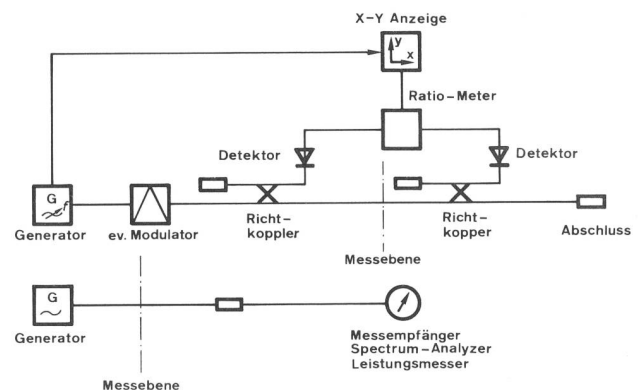 X-Y Anzeige
y
x
Ratio-Meter
Detektor
Detektor
G
f
Generator
ev. Modulator
Richt-
koppler
Richt-
kopper
Abschluss
Messebene
G
Generator
Messempfänger
Spectrum-Analyzer
Leistungsmesser
Messebene